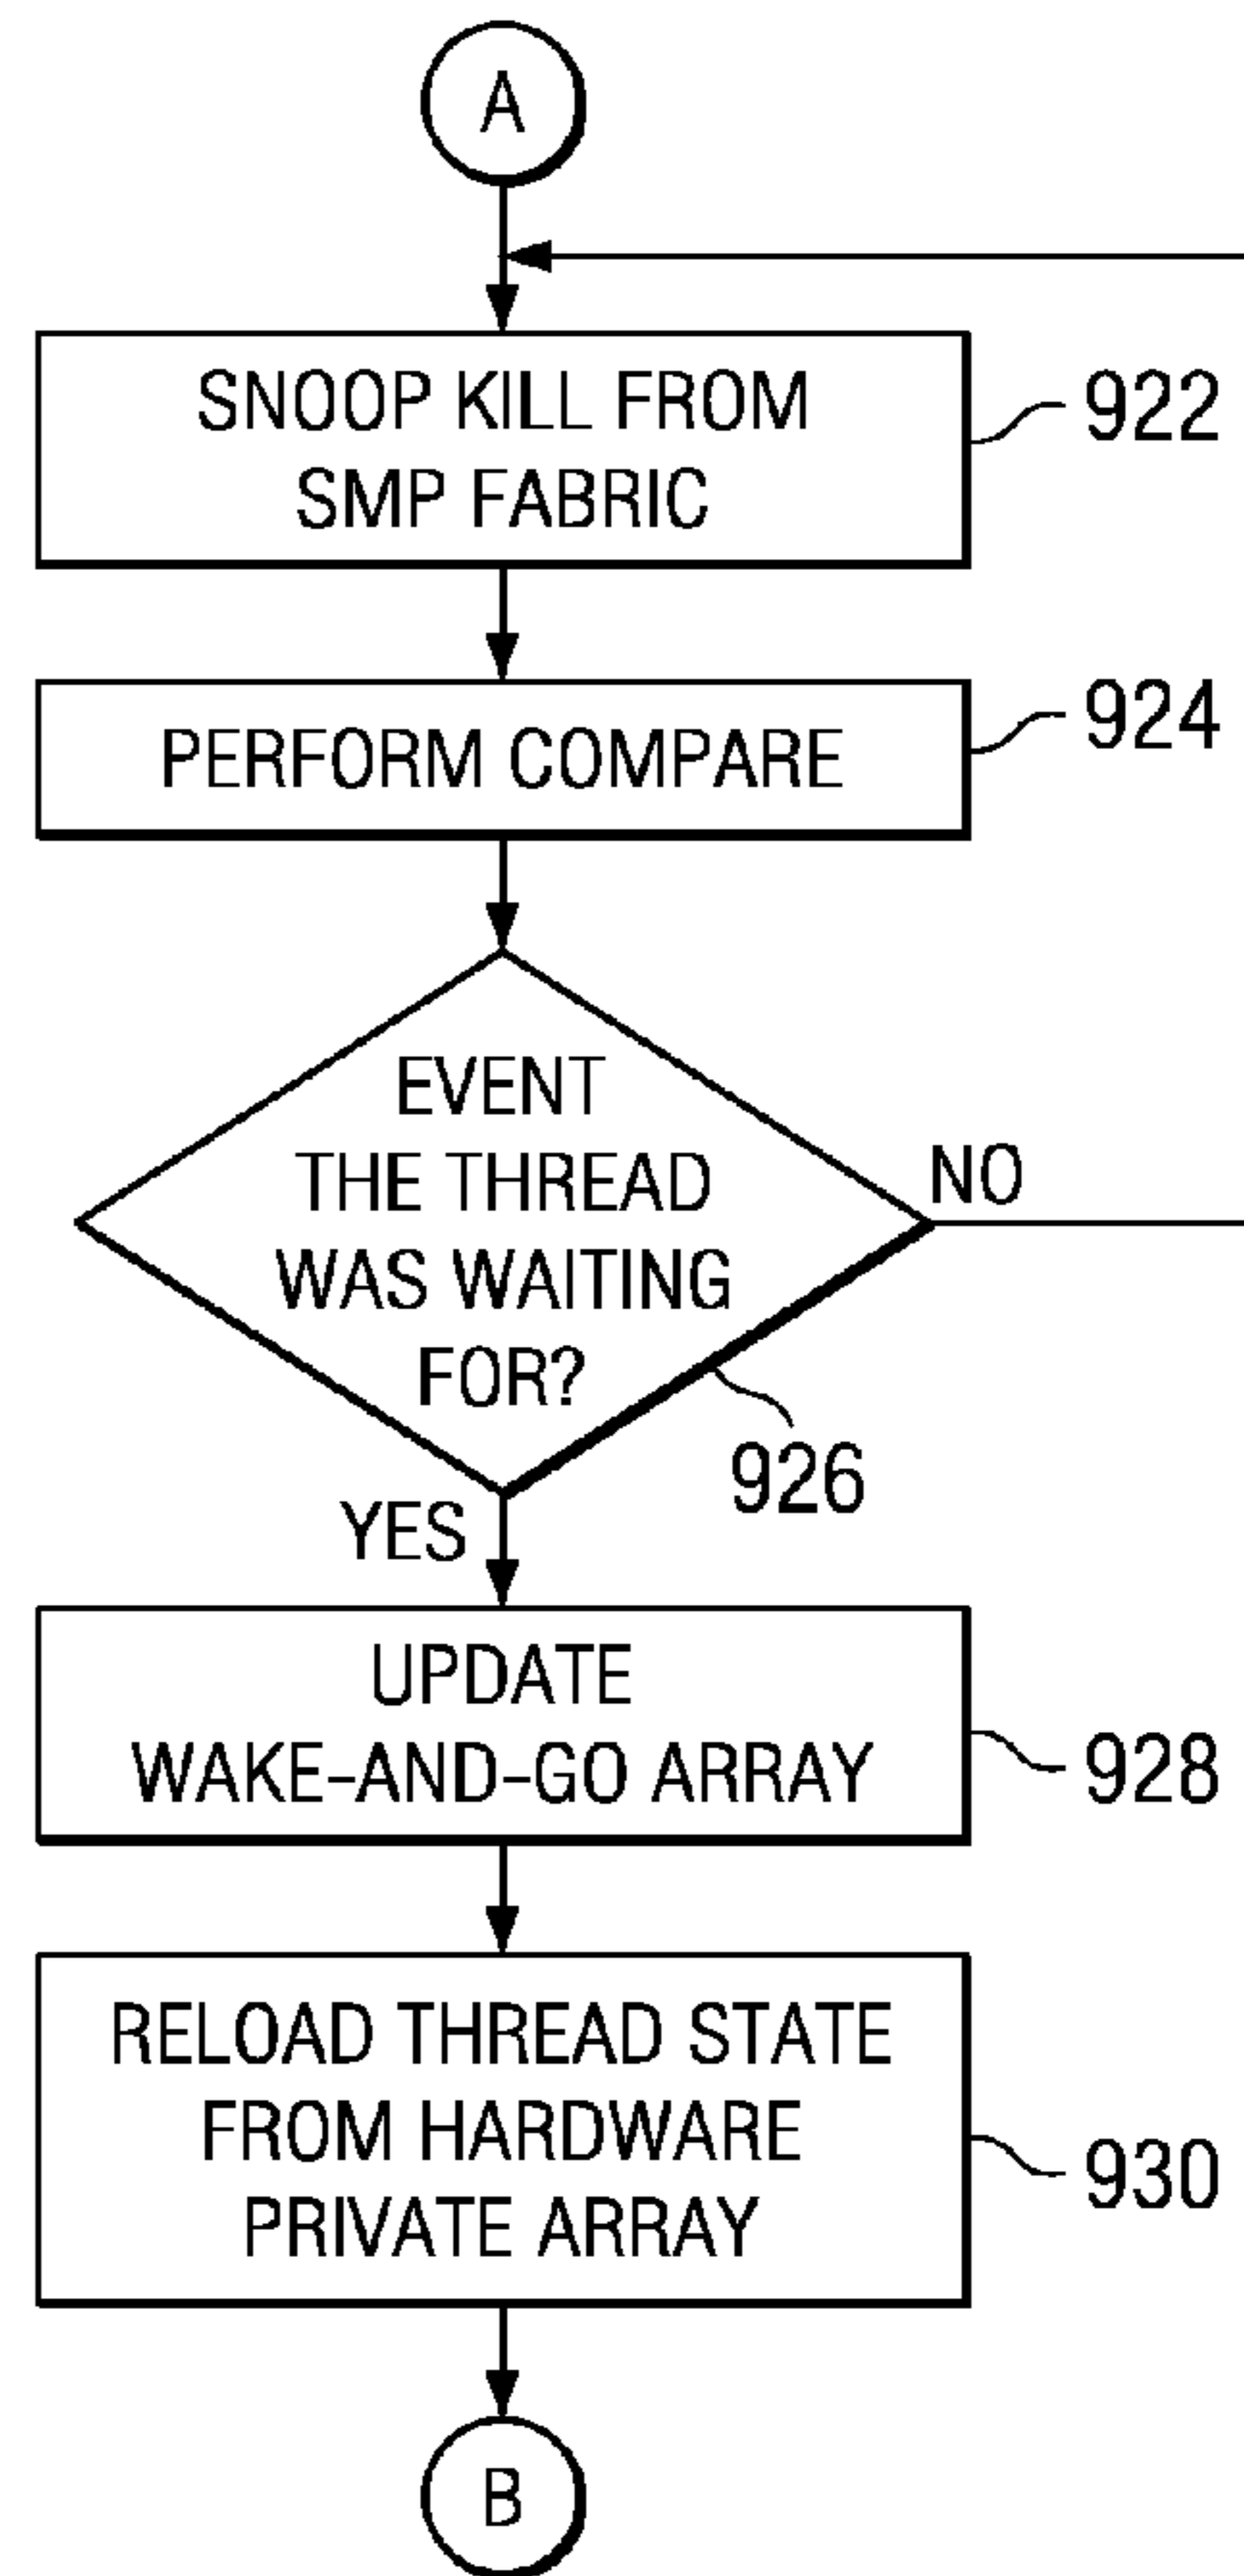 A
SNOOP KILL FROM
SMP FABRIC
922
PERFORM COMPARE
924
EVENT
THE THREAD
WAS WAITING
FOR?
NO
926
YES
UPDATE
WAKE-AND-GO ARRAY
928
RELOAD THREAD STATE
FROM HARDWARE
PRIVATE ARRAY
930
B